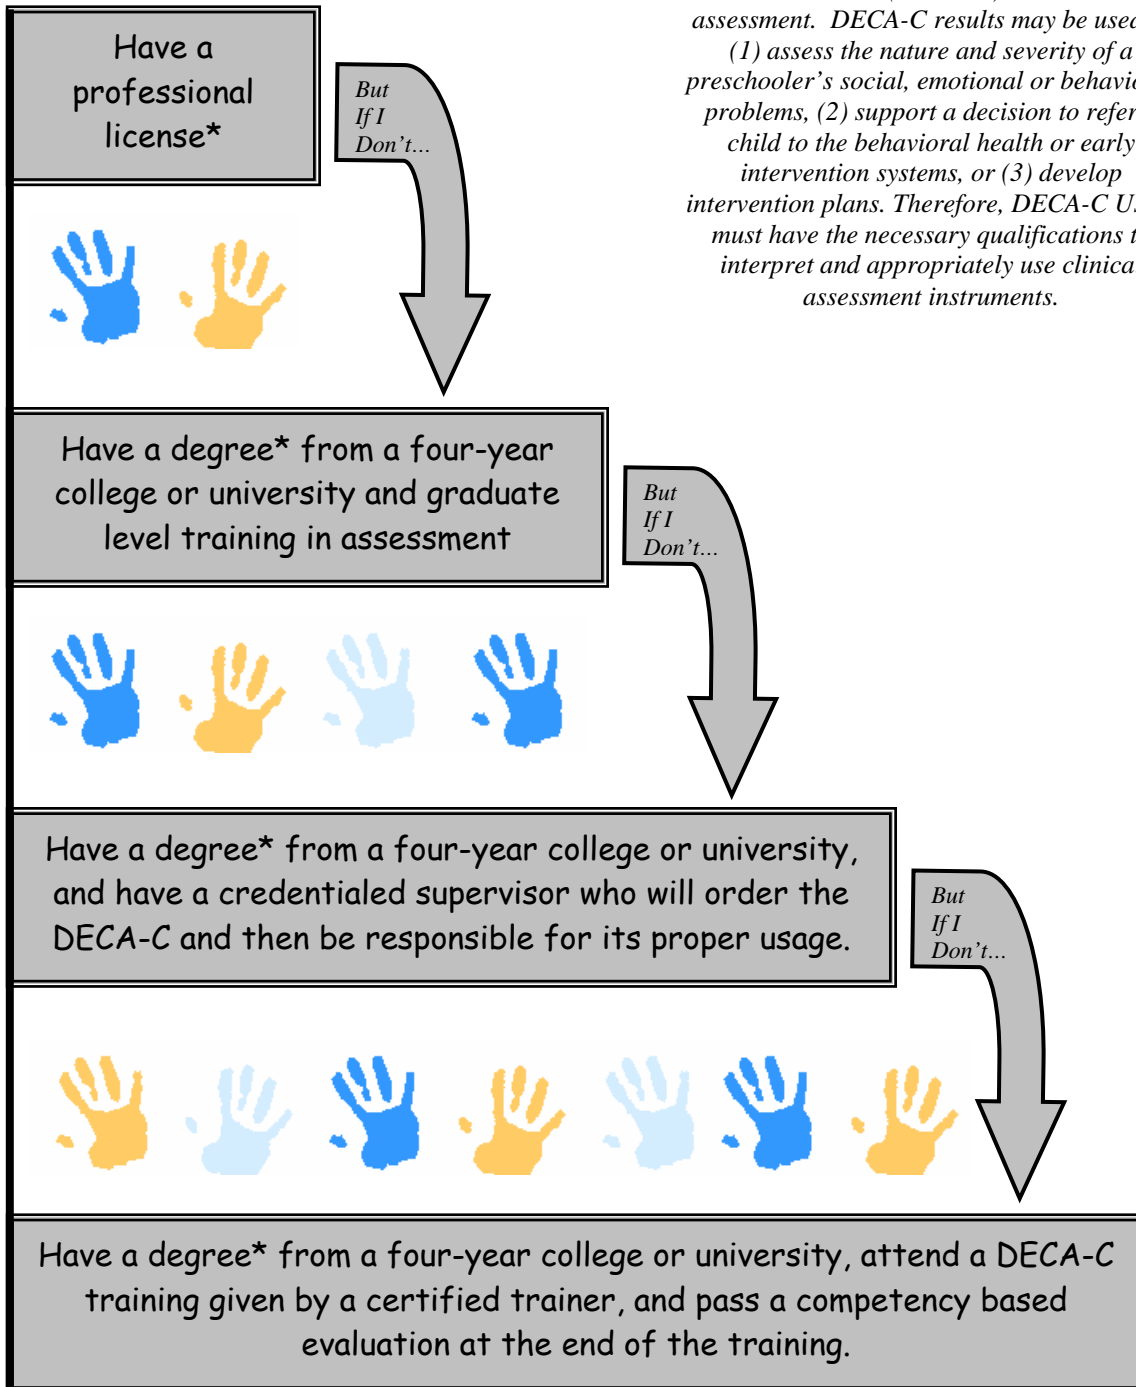 Have a
professional
license*
But
If I
Don't...
assessment. DECA-C results may be used
(1) assess the nature and severity of a
preschooler's social, emotional or
problems, (2) support a decision to refer
child to the behavioral health or early
intervention systems, or (3) develop
intervention plans. Therefore, DECA-C
must have the necessary qualifications
interpret and appropriately use
assessment instruments.
Have a degree* from a four-year
college or university and graduate
level training in assessment
But
If I
Don't...
Have a degree* from a four-year college or university,
and have a credentialed supervisor who will order the
DECA-C and then be responsible for its proper usage.
But
If I
Don't...
Have a degree* from a four-year college or university, attend a DECA-C
training given by a certified trainer, and pass a competency based
evaluation at the end of the training.